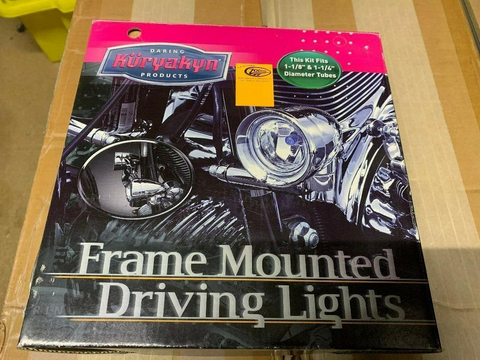 DARING
Küryakyn
PRODUCTS
This Kit Fits
1-1/8" & 1-1/4"
Diameter Tubes
Frame Mounted
Driving Lights